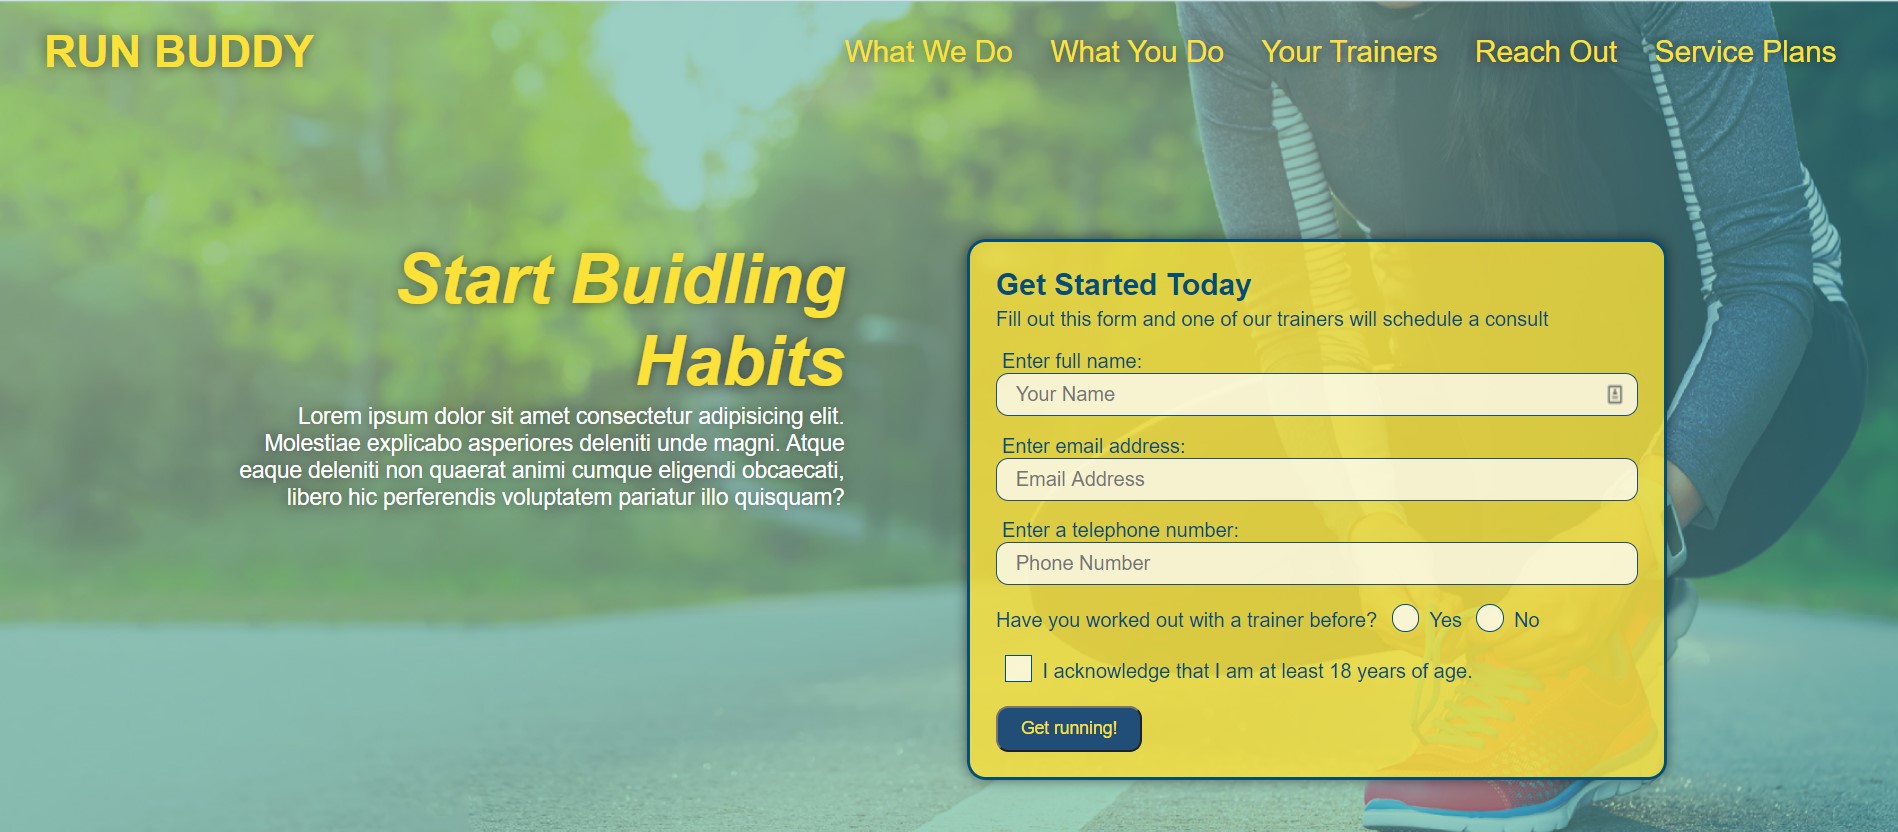 RUN BUDDY
What We Do What You Do Your Trainers Reach Out Service Plans
Start Buidling
Habits
Lorem ipsum dolor sit amet consectetur adipisicing elit.
Molestiae explicabo asperiores deleniti unde magni. Atque
eaque deleniti non quaerat animi cumque eligendi obcaecati,
libero hic perferendis voluptatem pariatur illo quisquam?
Get Started Today
Fill out this form and one of our trainers will schedule a consult
Enter full name:
Your Name
Enter email address:
Email Address
Enter a telephone number:
Phone Number
Have you worked out with a trainer before? Yes No
I acknowledge that I am at least 18 years of age.
Get running!